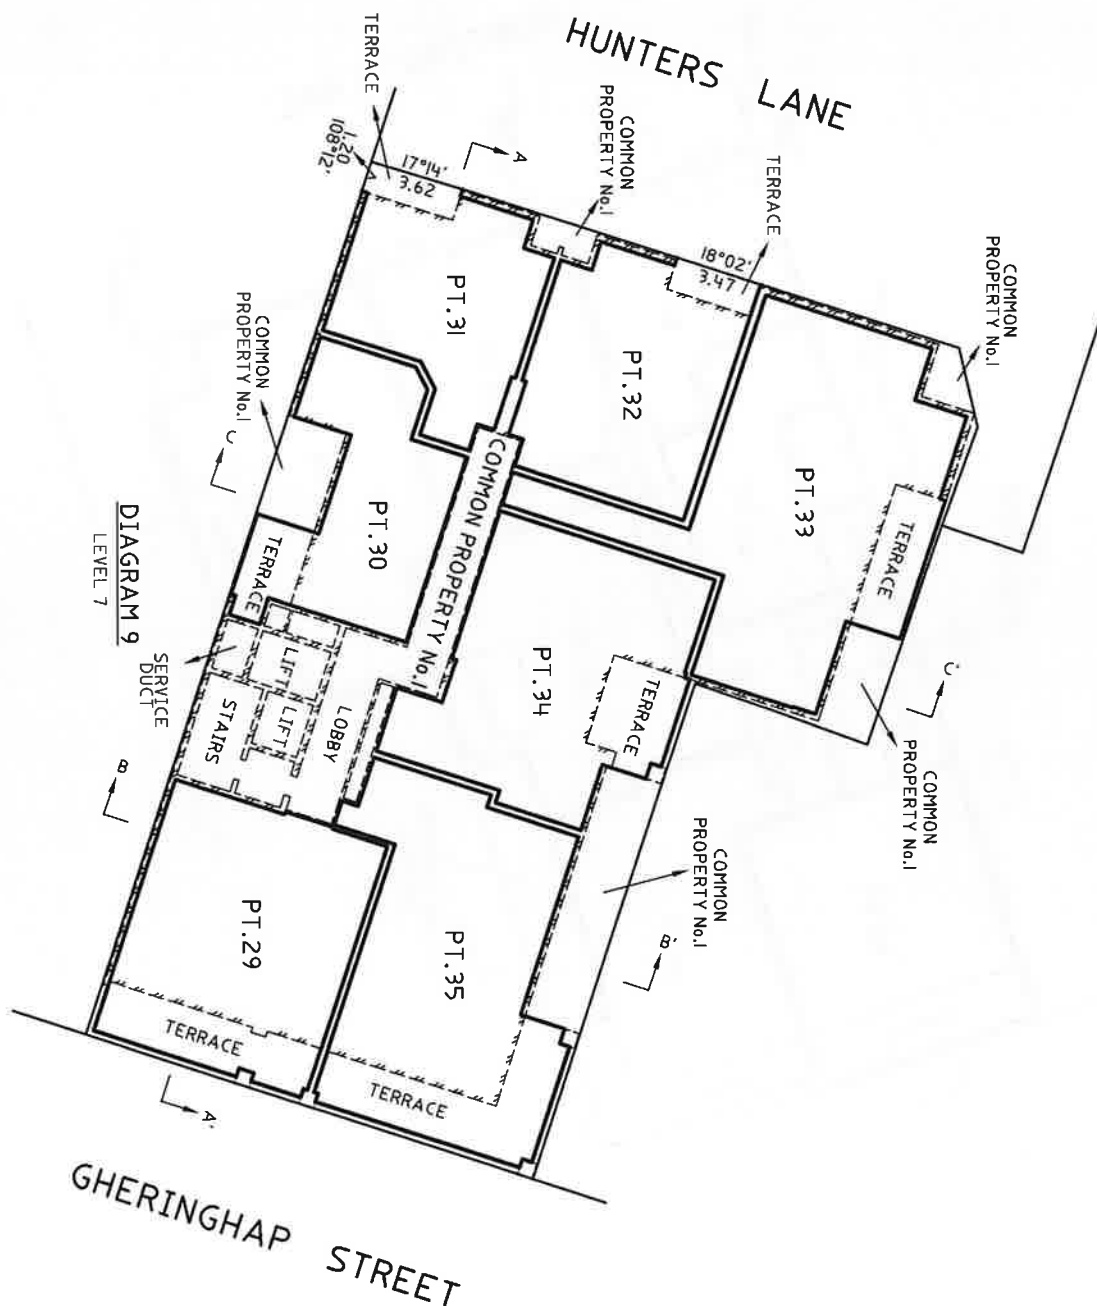 HUNTERS LANE
TERRACE
1.20
108°12'
17°14'
3.62
A
COMMON
PROPERTY No.1
TERRACE
18°02'
3.47
COMMON
PROPERTY No.1
PT.31
PT.32
PT.33
TERRACE
COMMON
PROPERTY No.1
C
PT.30
COMMON PROPERTY No.1
TERRACE
PT.34
TERRACE
C'
COMMON
PROPERTY No.1
DIAGRAM 9
LEVEL 7
SERVICE
DUCT
LIFT
LIFT
LOBBY
STAIRS
B
COMMON
PROPERTY No.1
B'
PT.29
PT.35
TERRACE
TERRACE
A'
GHERINGHAP STREET